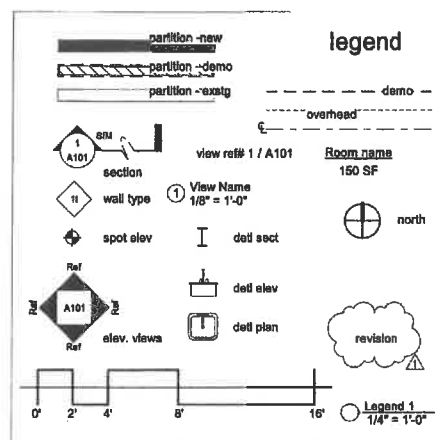 partition -new
legend
partition -demo
partition -exstg
demo
overhead
℄
1
A101
SIM
section
view ref# 1 / A101
Room name
150 SF
11
wall type
1
View Name
1/8" = 1'-0"
north
spot elev
detl sect
Ref
Ref
A101
Ref
Ref
elev. views
detl elev
detl plan
revision
1
0'
2'
4'
8'
16'
Legend 1
1/4" = 1'-0"